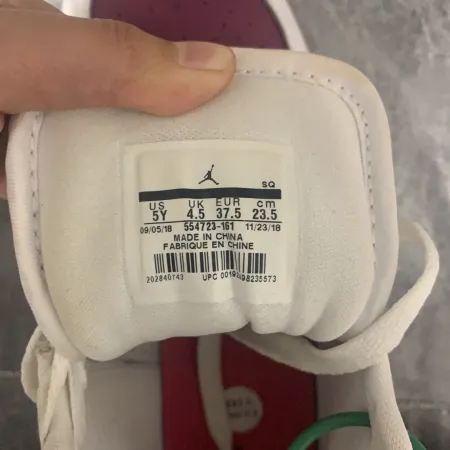 SQ
US UK EUR cm
5Y 4.5 37.5 23.5
09/05/18 554723-161 11/23/18
MADE IN CHINA
FABRIQUE EN CHINE
202840743 UPC